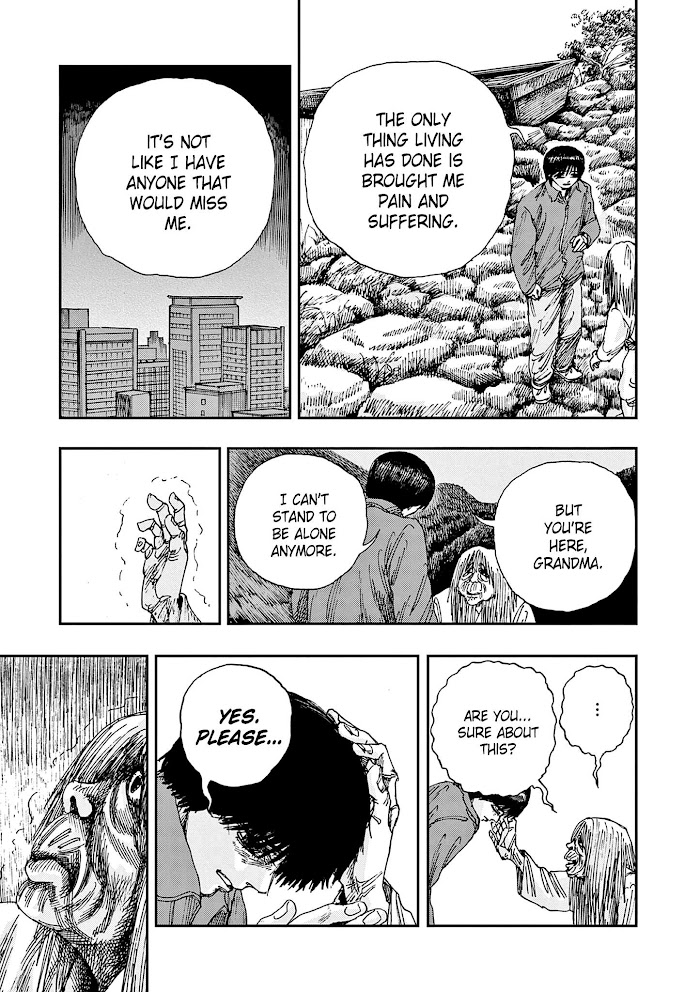 THE ONLY
THING LIVING
HAS DONE IS
BROUGHT ME
PAIN AND
SUFFERING.
IT'S NOT
LIKE I HAVE
ANYONE THAT
WOULD MISS
ME.
BUT
YOU'RE
HERE,
GRANDMA.
I CAN'T
STAND TO
BE ALONE
ANYMORE.
...
ARE YOU...
SURE ABOUT
THIS?
YES.
PLEASE...